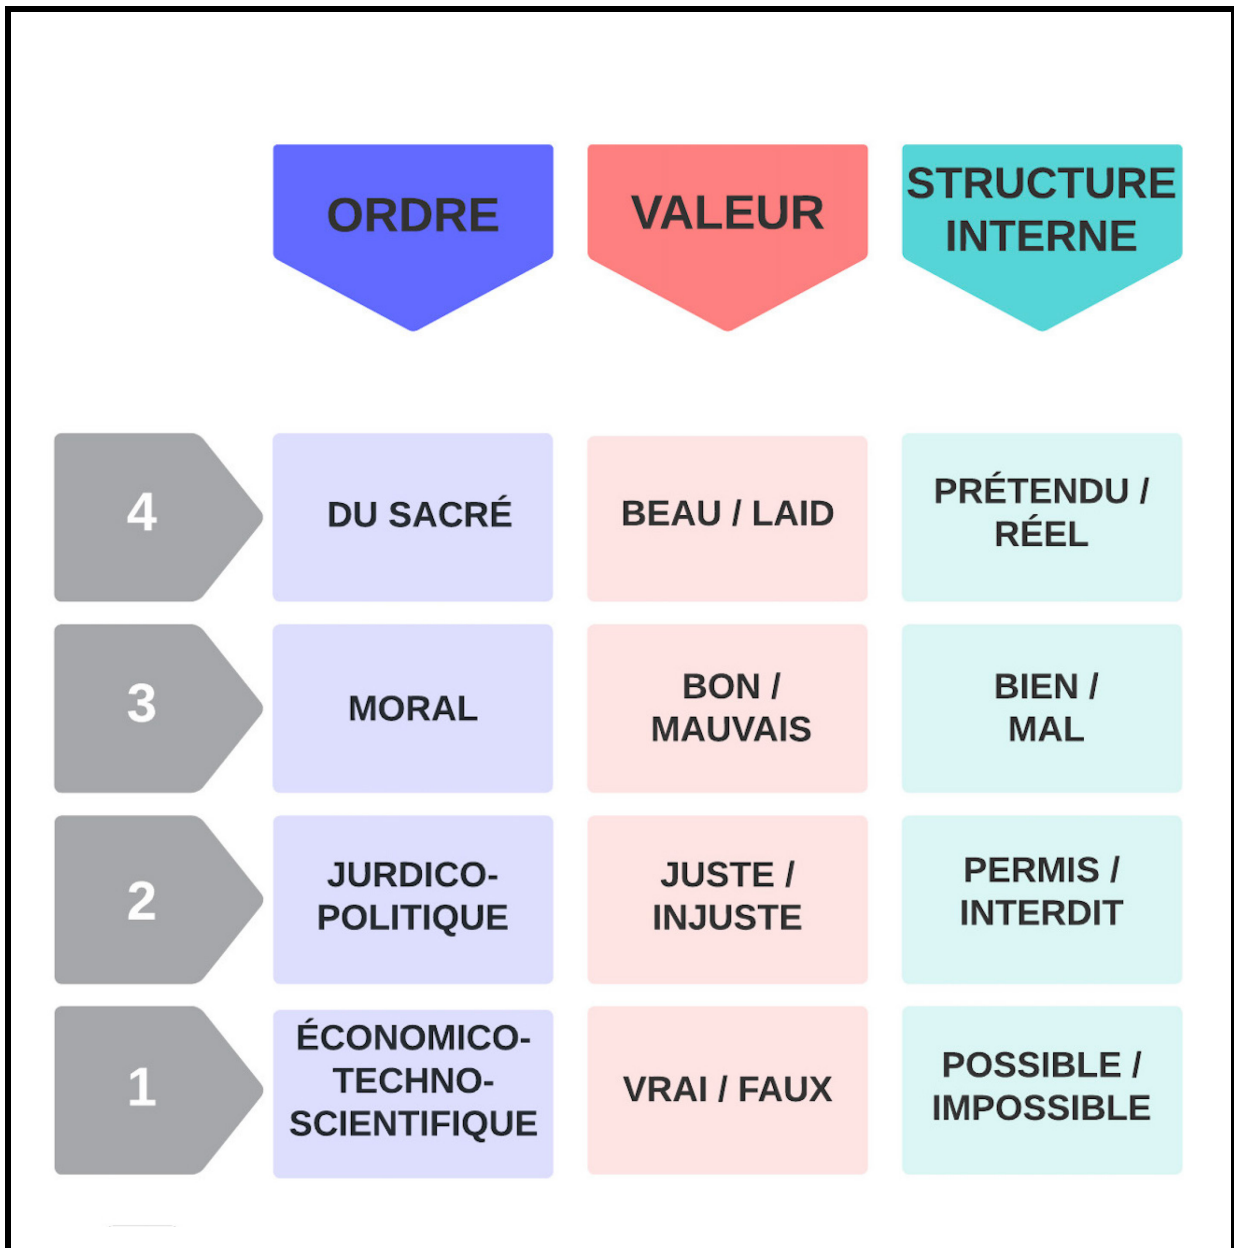 ORDRE
VALEUR
STRUCTURE
INTERNE
4
DU SACRÉ
BEAU / LAID
PRÉTENDU /
RÉEL
3
MORAL
BON /
MAUVAIS
BIEN /
MAL
2
JURDICO-
POLITIQUE
JUSTE /
INJUSTE
PERMIS /
INTERDIT
1
ÉCONOMICO-
TECHNO-
SCIENTIFIQUE
VRAI / FAUX
POSSIBLE /
IMPOSSIBLE